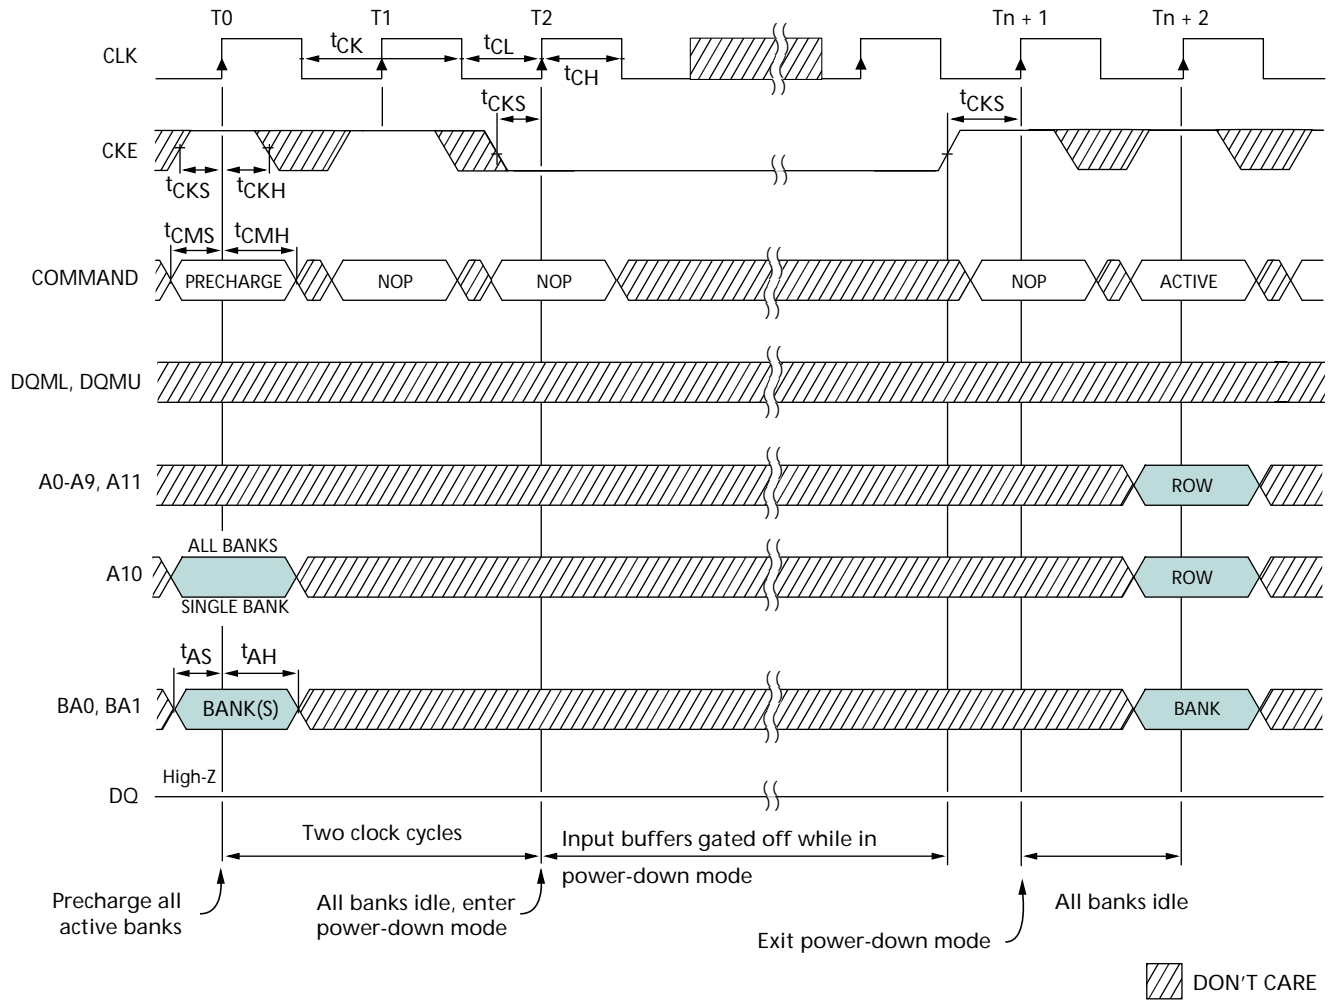 T0 T1 T2 Tn + 1 Tn + 2
CLK
tCK tCL
tCH
tCKS tCKS
CKE
tCKS tCKH
tCMS tCMH
COMMAND PRECHARGE NOP NOP NOP ACTIVE
DQML, DQMU
A0-A9, A11 ROW
ALL BANKS
A10 ROW
SINGLE BANK
tAS tAH
BA0, BA1 BANK(S) BANK
High-Z
DQ
Two clock cycles
Input buffers gated off while in
power-down mode
Precharge all
active banks
All banks idle, enter
power-down mode
All banks idle
Exit power-down mode
DON'T CARE